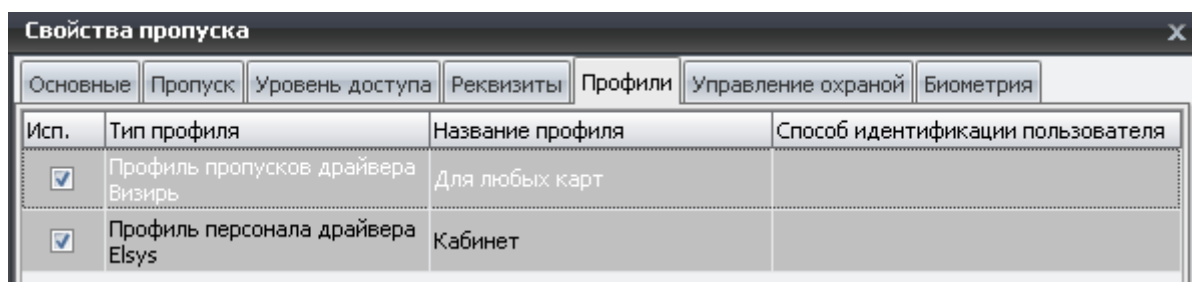 Свойства пропуска x
Основные Пропуск Уровень доступа Реквизиты Профили Управление охраной Биометрия
Исп. Тип профиля Название профиля Способ идентификации пользователя
Профиль пропусков драйвера
Визирь Для любых карт
Профиль персонала драйвера
Elsys Кабинет